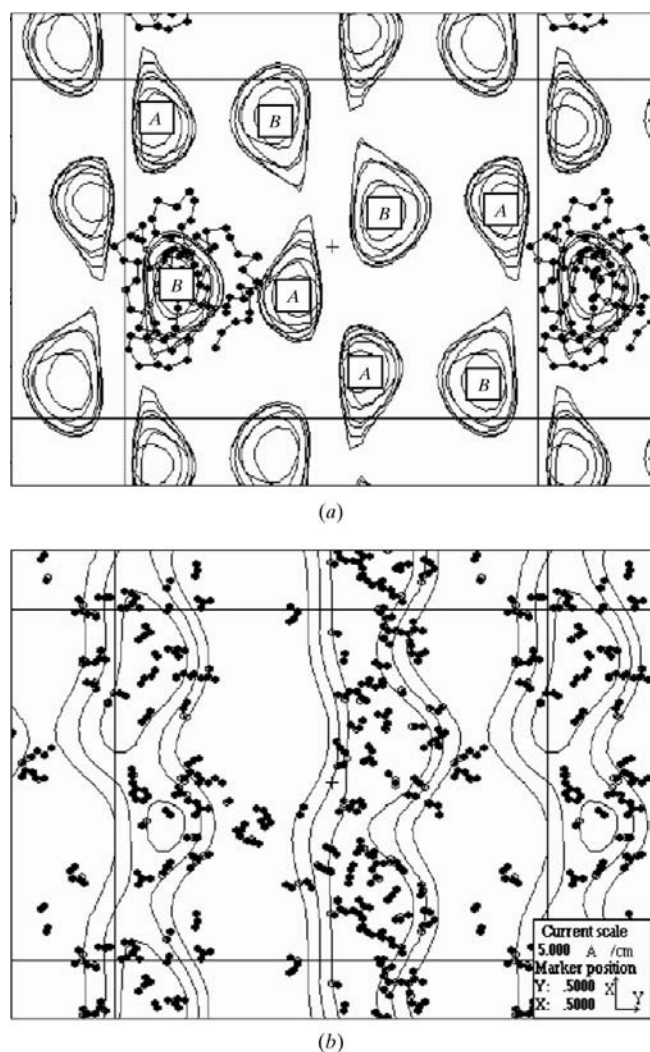 A
B
B
A
B
A
A
B
(a)
Current scale
5.000 A /cm
Marker position
Y: .5000 X
X: .5000 Y
(b)